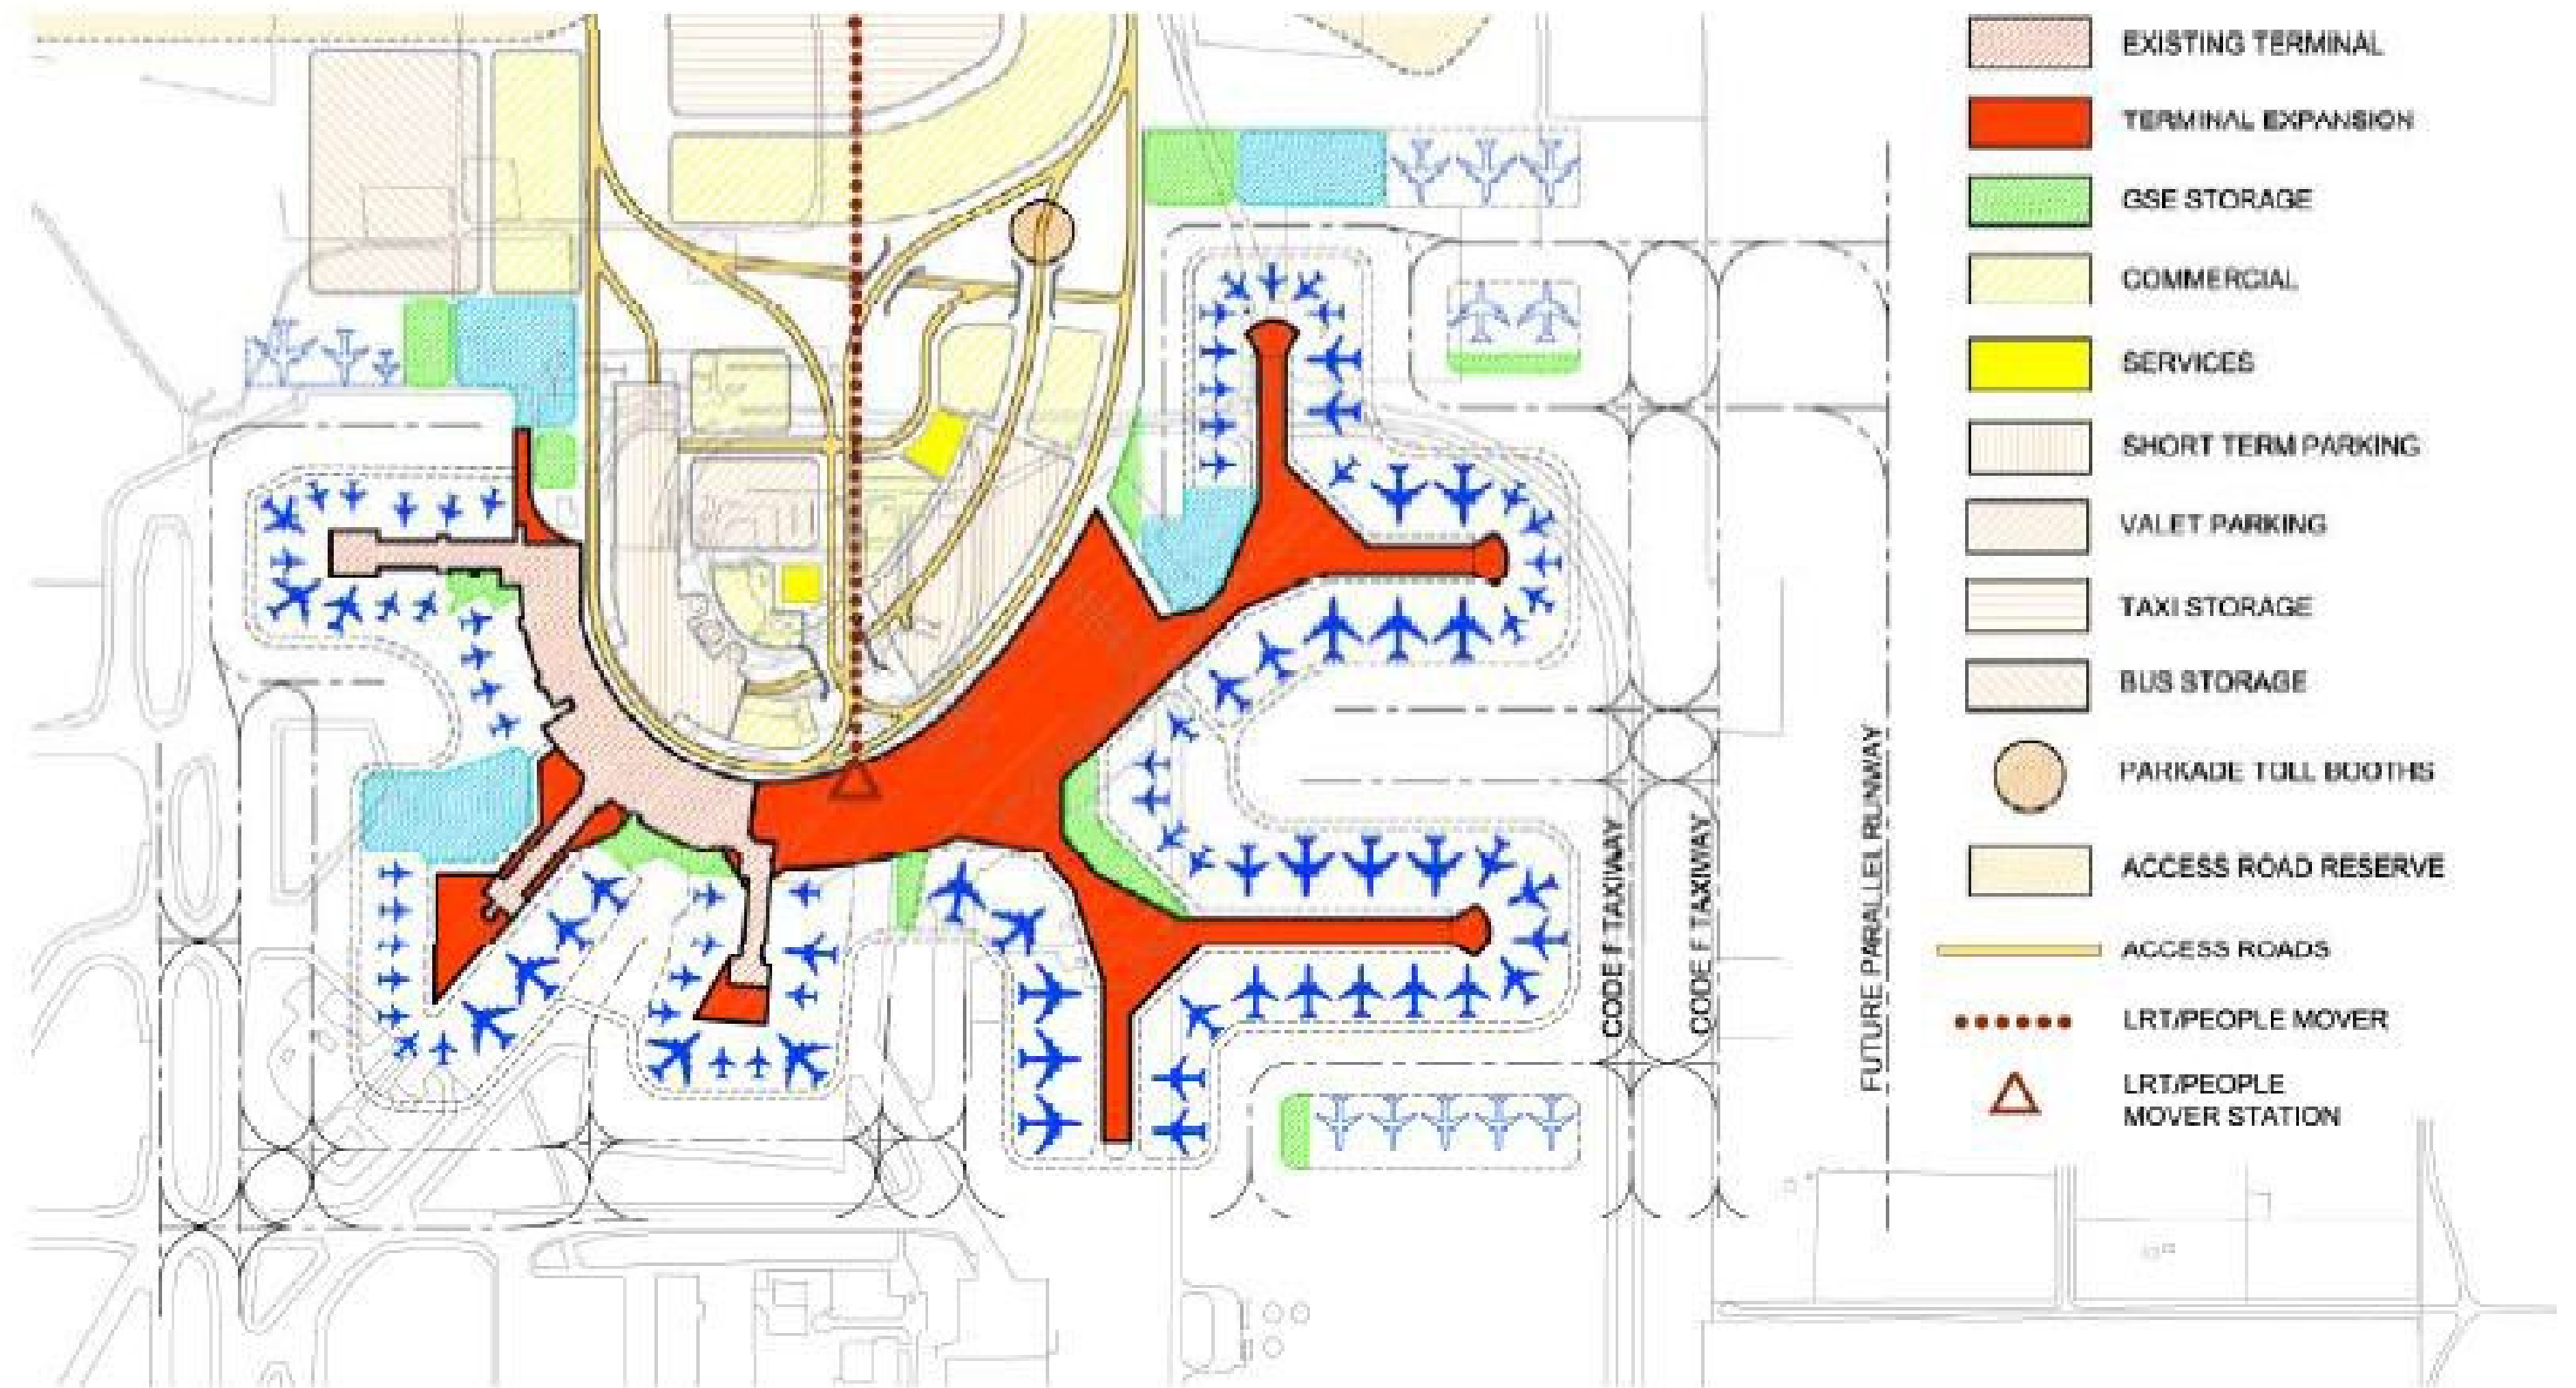 EXISTING TERMINAL
TERMINAL EXPANSION
GSE STORAGE
COMMERCIAL
SERVICES
SHORT TERM PARKING
VALET PARKING
TAXI STORAGE
BUS STORAGE
PARKADE TOLL BOOTHS
ACCESS ROAD RESERVE
ACCESS ROADS
LRT/PEOPLE MOVER
LRT/PEOPLE
MOVER STATION
CODE F TAXIWAY
CODE F TAXIWAY
FUTURE PARALLEL RUNWAY